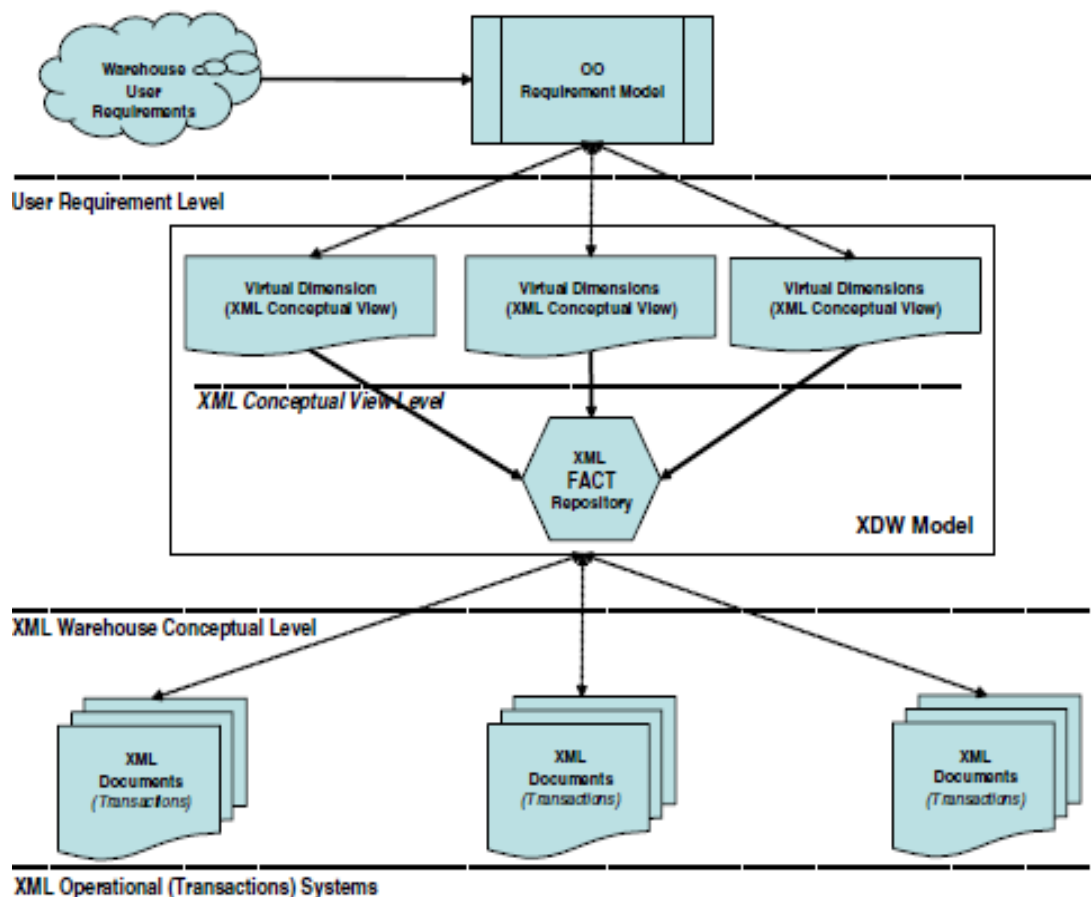 Warehouse
User
Requirements
OO
Requirement Model
User Requirement Level
Virtual Dimension
(XML Conceptual View)
Virtual Dimensions
(XML Conceptual View)
Virtual Dimensions
(XML Conceptual View)
XML Conceptual View Level
XML
FACT
Repository
XDW Model
XML Warehouse Conceptual Level
XML
Documents
(Transactions)
XML
Documents
(Transactions)
XML
Documents
(Transactions)
XML Operational (Transactions) Systems